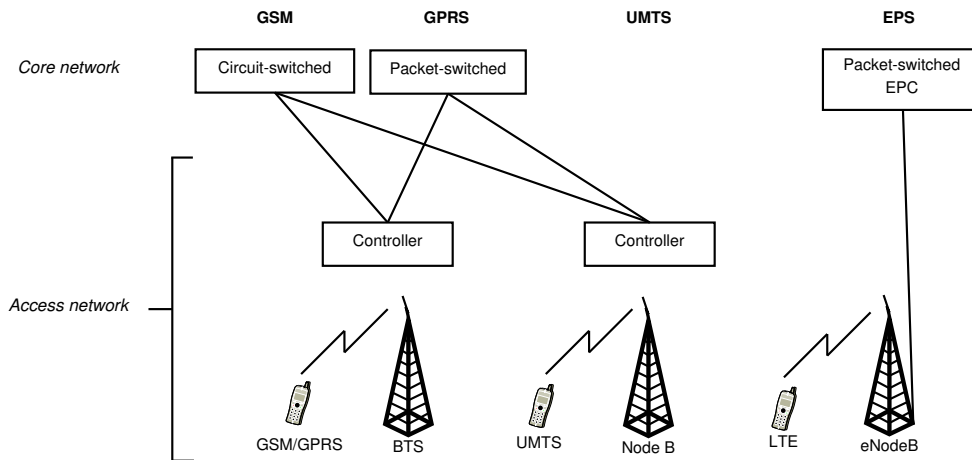 GSM
GPRS
UMTS
EPS
Core network
Circuit-switched
Packet-switched
Packet-switched
EPC
Controller
Controller
Access network
GSM/GPRS
BTS
UMTS
Node B
LTE
eNodeB